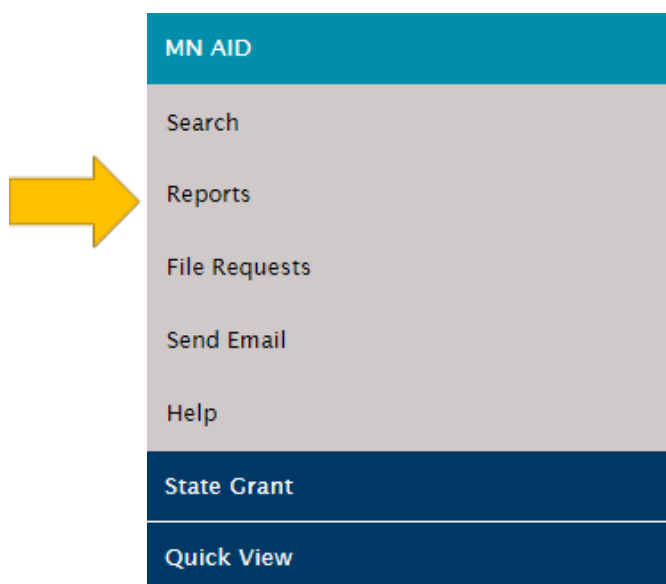 MN AID
Search
Reports
File Requests
Send Email
Help
State Grant
Quick View